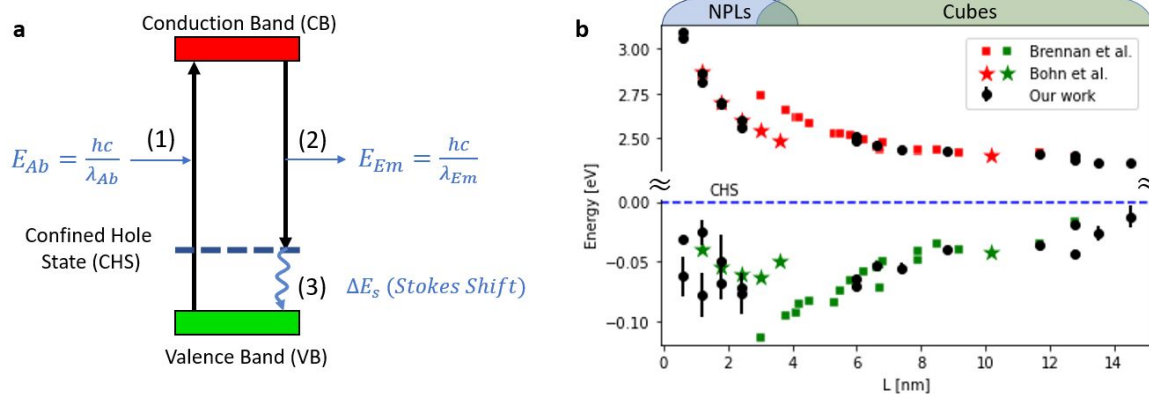 a
Conduction Band (CB)
(1)
(2)
E_Ab = hc/λ_Ab
E_Em = hc/λ_Em
Confined Hole
State (CHS)
(3)
ΔE_s (Stokes Shift)
Valence Band (VB)
b
NPLs
Cubes
Brennan et al.
Bohn et al.
Our work
3.00
2.75
2.50
≈
≈
CHS
0.00
−0.05
−0.10
Energy [eV]
0
2
4
6
8
10
12
14
L [nm]